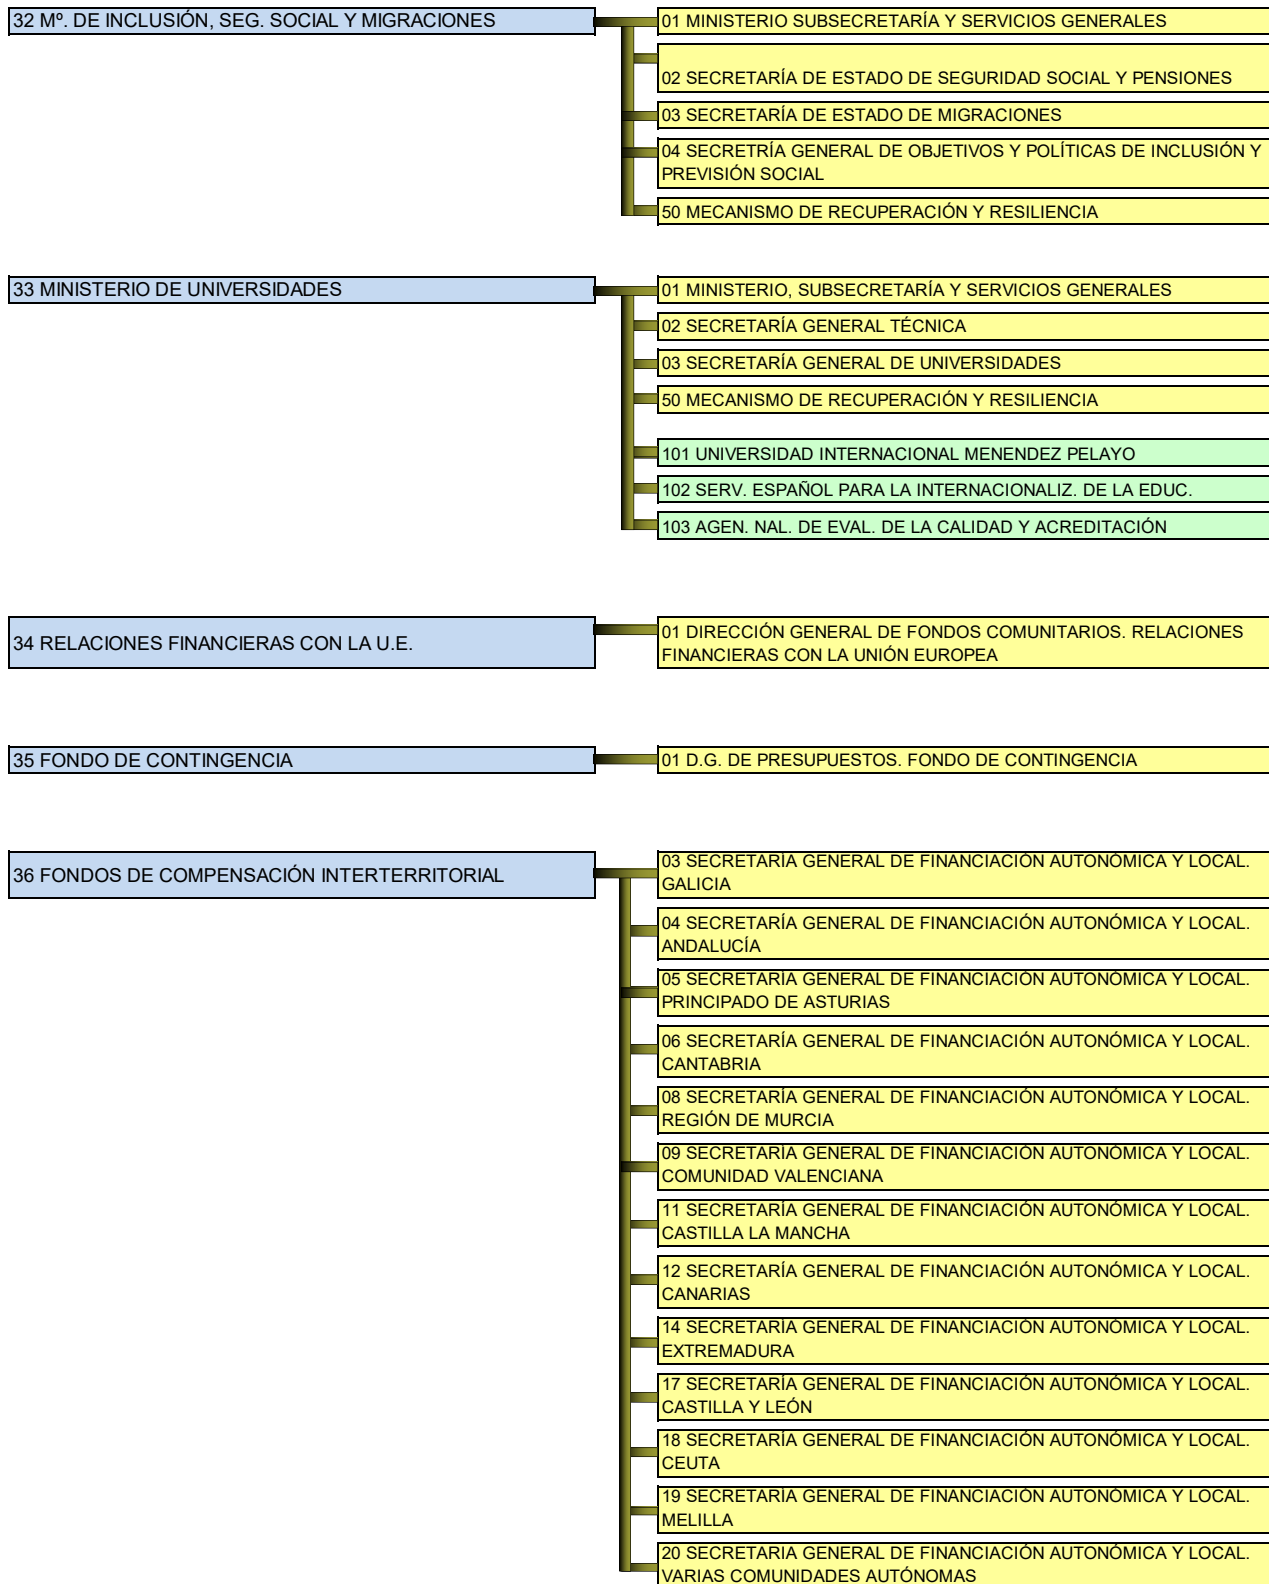 32 Mº. DE INCLUSIÓN, SEG. SOCIAL Y MIGRACIONES
01 MINISTERIO SUBSECRETARÍA Y SERVICIOS GENERALES
02 SECRETARÍA DE ESTADO DE SEGURIDAD SOCIAL Y PENSIONES
03 SECRETARÍA DE ESTADO DE MIGRACIONES
04 SECRETRÍA GENERAL DE OBJETIVOS Y POLÍTICAS DE INCLUSIÓN Y
PREVISIÓN SOCIAL
50 MECANISMO DE RECUPERACIÓN Y RESILIENCIA
33 MINISTERIO DE UNIVERSIDADES
01 MINISTERIO, SUBSECRETARÍA Y SERVICIOS GENERALES
02 SECRETARÍA GENERAL TÉCNICA
03 SECRETARÍA GENERAL DE UNIVERSIDADES
50 MECANISMO DE RECUPERACIÓN Y RESILIENCIA
101 UNIVERSIDAD INTERNACIONAL MENENDEZ PELAYO
102 SERV. ESPAÑOL PARA LA INTERNACIONALIZ. DE LA EDUC.
103 AGEN. NAL. DE EVAL. DE LA CALIDAD Y ACREDITACIÓN
34 RELACIONES FINANCIERAS CON LA U.E.
01 DIRECCIÓN GENERAL DE FONDOS COMUNITARIOS. RELACIONES
FINANCIERAS CON LA UNIÓN EUROPEA
35 FONDO DE CONTINGENCIA
01 D.G. DE PRESUPUESTOS. FONDO DE CONTINGENCIA
36 FONDOS DE COMPENSACIÓN INTERTERRITORIAL
03 SECRETARÍA GENERAL DE FINANCIACIÓN AUTONÓMICA Y LOCAL.
GALICIA
04 SECRETARÍA GENERAL DE FINANCIACIÓN AUTONÓMICA Y LOCAL.
ANDALUCÍA
05 SECRETARÍA GENERAL DE FINANCIACIÓN AUTONÓMICA Y LOCAL.
PRINCIPADO DE ASTURIAS
06 SECRETARÍA GENERAL DE FINANCIACIÓN AUTONÓMICA Y LOCAL.
CANTABRIA
08 SECRETARÍA GENERAL DE FINANCIACIÓN AUTONÓMICA Y LOCAL.
REGIÓN DE MURCIA
09 SECRETARÍA GENERAL DE FINANCIACIÓN AUTONÓMICA Y LOCAL.
COMUNIDAD VALENCIANA
11 SECRETARÍA GENERAL DE FINANCIACIÓN AUTONÓMICA Y LOCAL.
CASTILLA LA MANCHA
12 SECRETARÍA GENERAL DE FINANCIACIÓN AUTONÓMICA Y LOCAL.
CANARIAS
14 SECRETARÍA GENERAL DE FINANCIACIÓN AUTONÓMICA Y LOCAL.
EXTREMADURA
17 SECRETARÍA GENERAL DE FINANCIACIÓN AUTONÓMICA Y LOCAL.
CASTILLA Y LEÓN
18 SECRETARÍA GENERAL DE FINANCIACIÓN AUTONÓMICA Y LOCAL.
CEUTA
19 SECRETARÍA GENERAL DE FINANCIACIÓN AUTONÓMICA Y LOCAL.
MELILLA
20 SECRETARIA GENERAL DE FINANCIACIÓN AUTONÓMICA Y LOCAL.
VARIAS COMUNIDADES AUTÓNOMAS